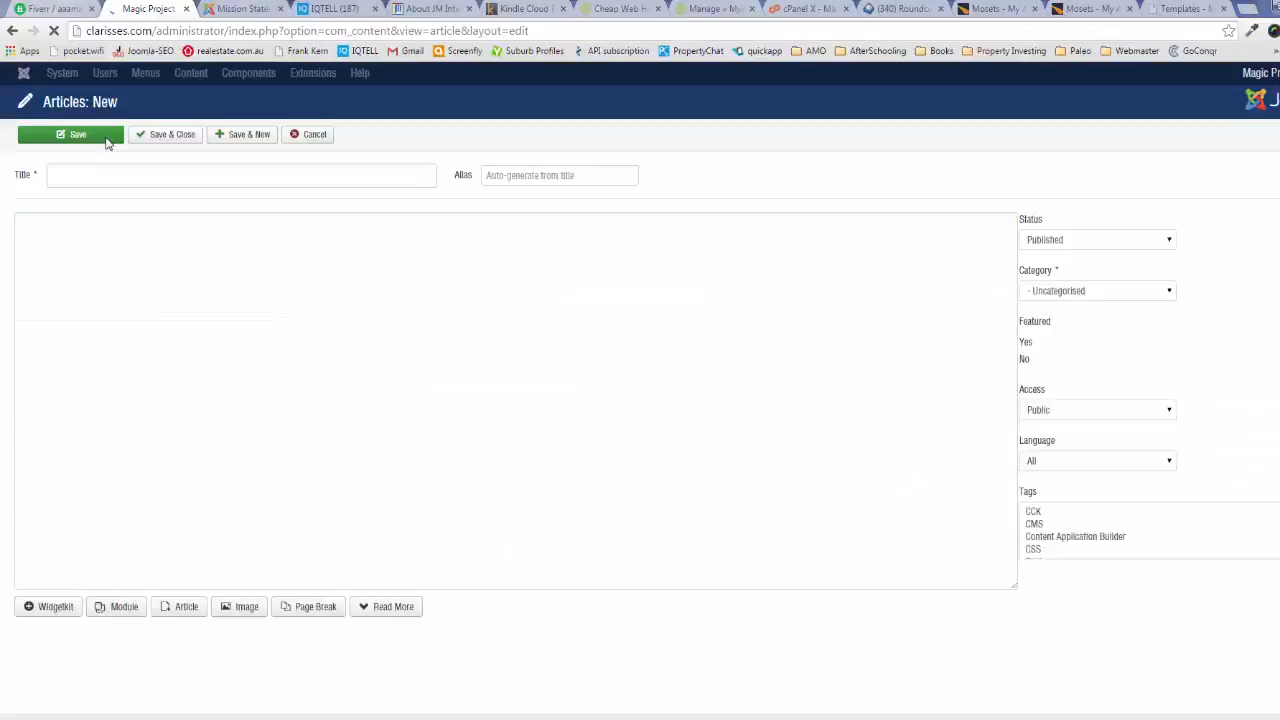 Fiverr / aaama
Magic Project
Mission State
IQTELL (187)
About JM Inte
Kindle Cloud F
Cheap Web H
Manage » My
cPanel X - Ma
(340) Roundc
Mosets - My A
Mosets - My A
Templates - 
clarisses.com/administrator/index.php?option=com_content&view=article&layout=edit
Apps pocket.wifi Joomla-SEO realestate.com.au Frank Kern IQTELL Gmail Screenfly Suburb Profiles API subscription PropertyChat quickapp AMO AfterSchooling Books Property Investing Paleo Webmaster GoConqr
System Users Menus Content Components Extensions Help Magic Pr
Articles: New
Save Save & Close Save & New Cancel
Title * Alias Auto-generate from title
Status
Published
Category *
- Uncategorised
Featured
Yes
No
Access
Public
Language
All
Tags
CCK
CMS
Content Application Builder
CSS
Widgetkit Module Article Image Page Break Read More